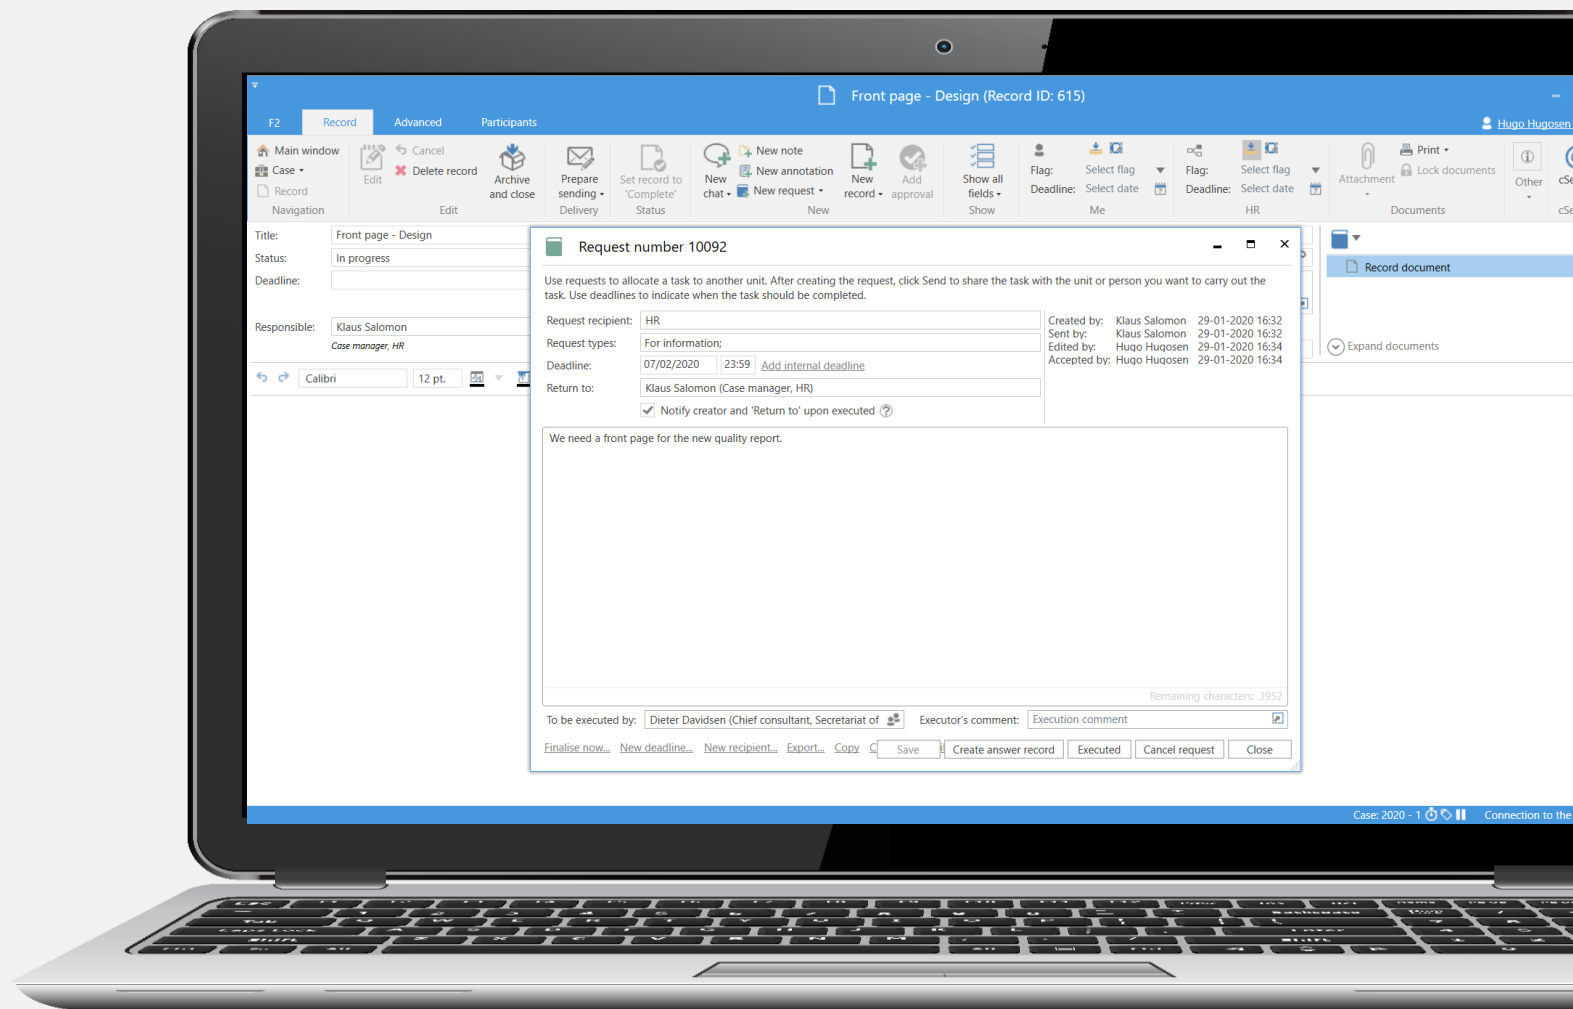 Front page - Design (Record ID: 615)
F2 Record Advanced Participants
Hugo Hugosen
Main window
Case
Record
Navigation
Edit
Cancel
Delete record
Archive and close
Edit
Prepare sending
Delivery
Set record to 'Complete'
Status
New chat
New note
New annotation
New request
New record
Add approval
New
Show all fields
Show
Flag: Select flag
Deadline: Select date
Me
Flag: Select flag
Deadline: Select date
HR
Attachment
Print
Lock documents
Documents
Other
Title: Front page - Design
Status: In progress
Deadline:
Responsible: Klaus Salomon
Case manager, HR
Calibri 12 pt.
Record document
Expand documents
Request number 10092
Use requests to allocate a task to another unit. After creating the request, click Send to share the task with the unit or person you want to carry out the
task. Use deadlines to indicate when the task should be completed.
Request recipient: HR
Request types: For information;
Deadline: 07/02/2020 23:59 Add internal deadline
Return to: Klaus Salomon (Case manager, HR)
Notify creator and 'Return to' upon executed
Created by: Klaus Salomon 29-01-2020 16:32
Sent by: Klaus Salomon 29-01-2020 16:32
Edited by: Hugo Hugosen 29-01-2020 16:34
Accepted by: Hugo Hugosen 29-01-2020 16:34
We need a front page for the new quality report.
Remaining characters: 3952
To be executed by: Dieter Davidsen (Chief consultant, Secretariat of
Executor's comment: Execution comment
Finalise now... New deadline... New recipient... Export... Copy
Save Create answer record Executed Cancel request Close
Case: 2020 - 1 Connection to the